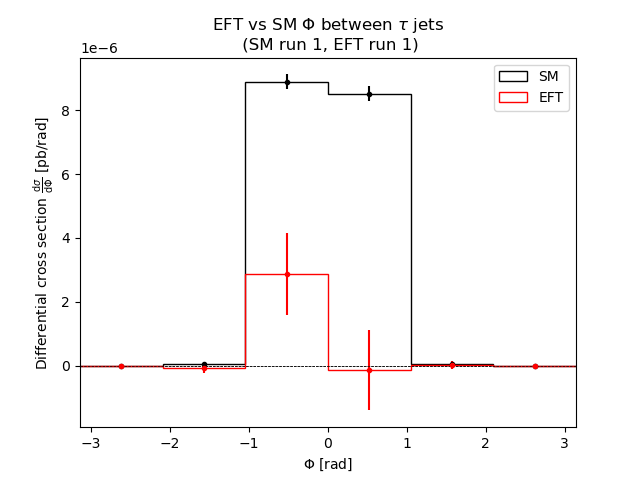 EFT vs SM Φ between τ jets
(SM run 1, EFT run 1)
1e−6
SM
EFT
8
6
4
2
0
Differential cross section dσ/dΦ [pb/rad]
−3 −2 −1 0 1 2 3
Φ [rad]